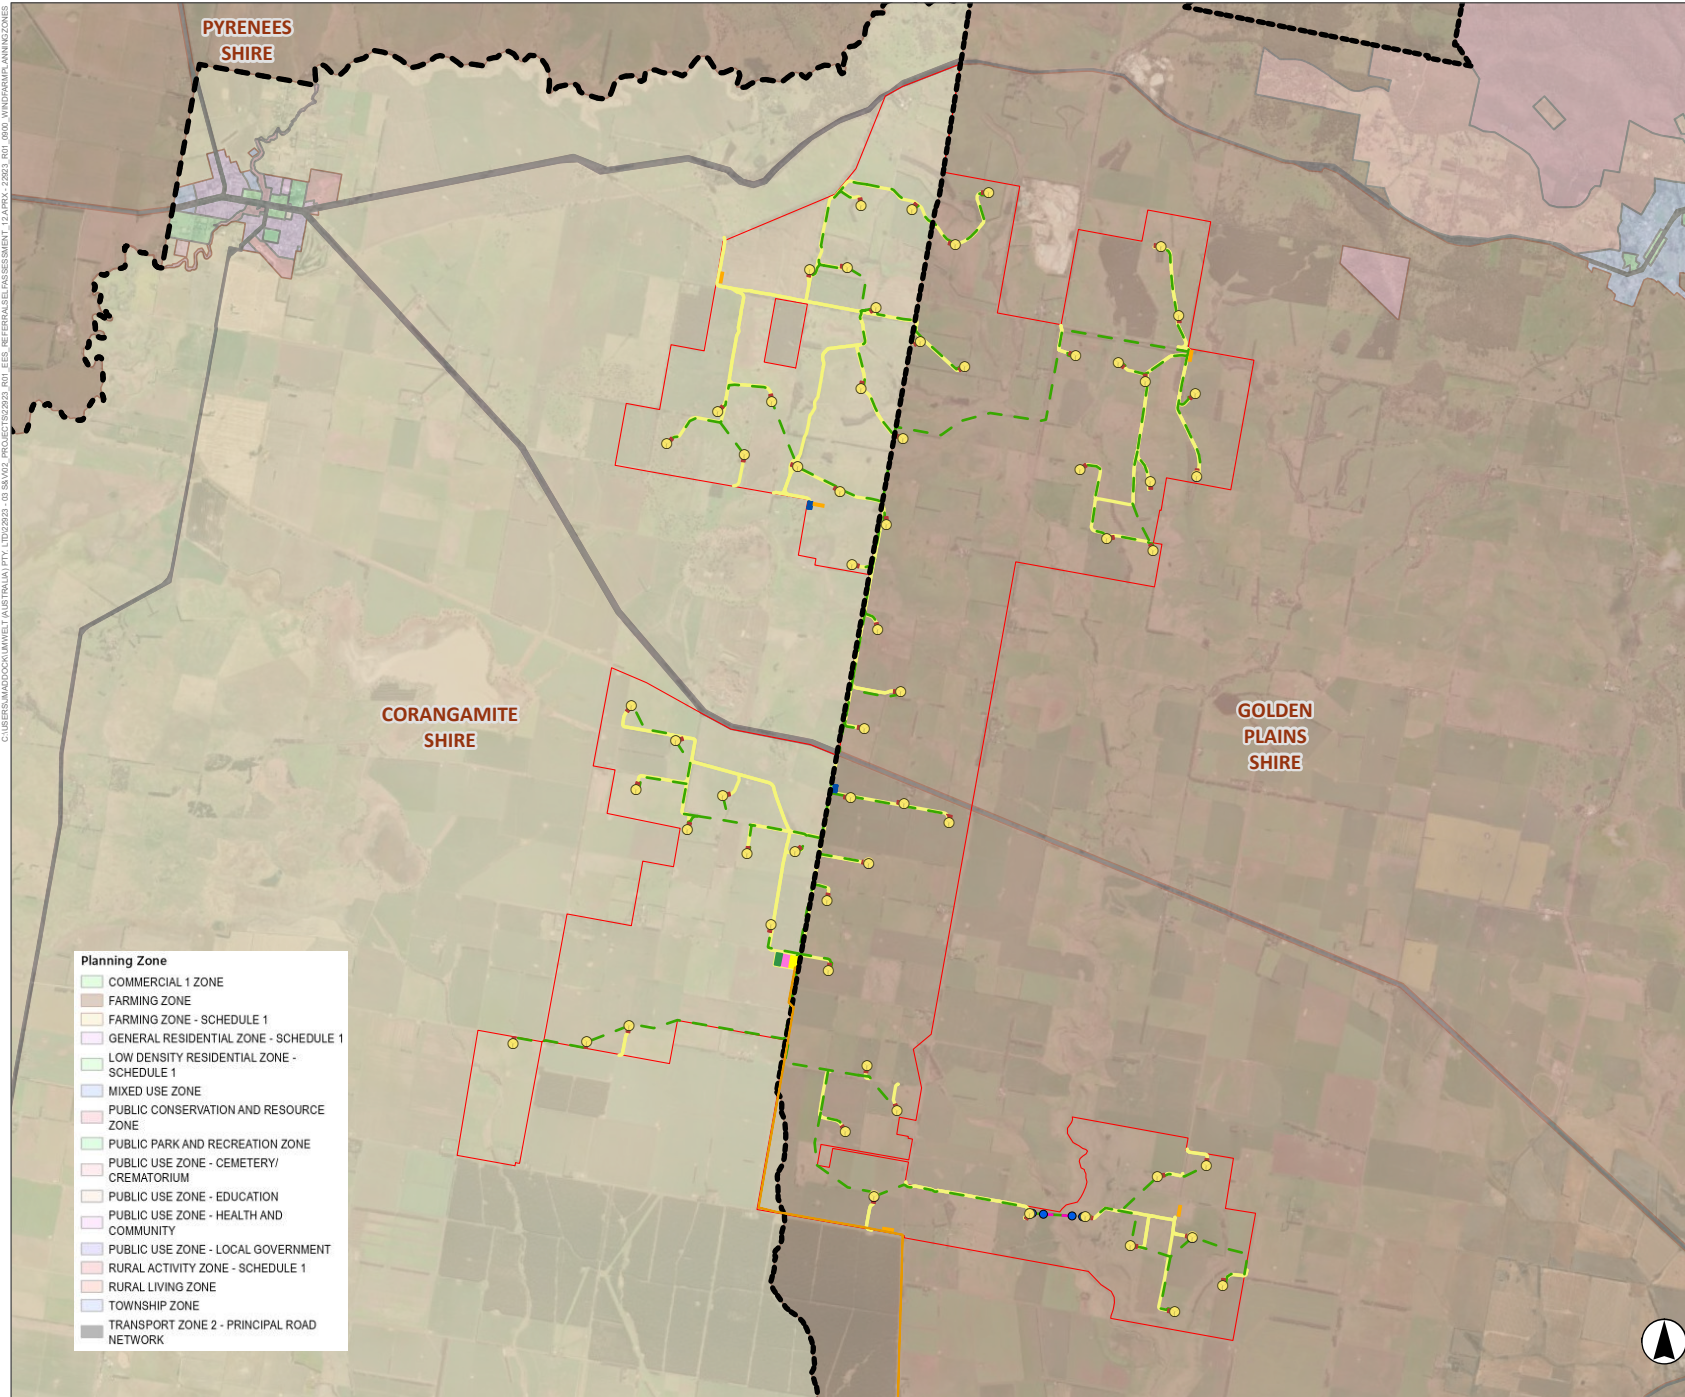 PYRENEES
SHIRE
CORANGAMITE
SHIRE
GOLDEN
PLAINS
SHIRE
Planning Zone
COMMERCIAL 1 ZONE
FARMING ZONE
FARMING ZONE - SCHEDULE 1
GENERAL RESIDENTIAL ZONE - SCHEDULE 1
LOW DENSITY RESIDENTIAL ZONE -
SCHEDULE 1
MIXED USE ZONE
PUBLIC CONSERVATION AND RESOURCE
ZONE
PUBLIC PARK AND RECREATION ZONE
PUBLIC USE ZONE - CEMETERY/
CREMATORIUM
PUBLIC USE ZONE - EDUCATION
PUBLIC USE ZONE - HEALTH AND
COMMUNITY
PUBLIC USE ZONE - LOCAL GOVERNMENT
RURAL ACTIVITY ZONE - SCHEDULE 1
RURAL LIVING ZONE
TOWNSHIP ZONE
TRANSPORT ZONE 2 - PRINCIPAL ROAD
NETWORK